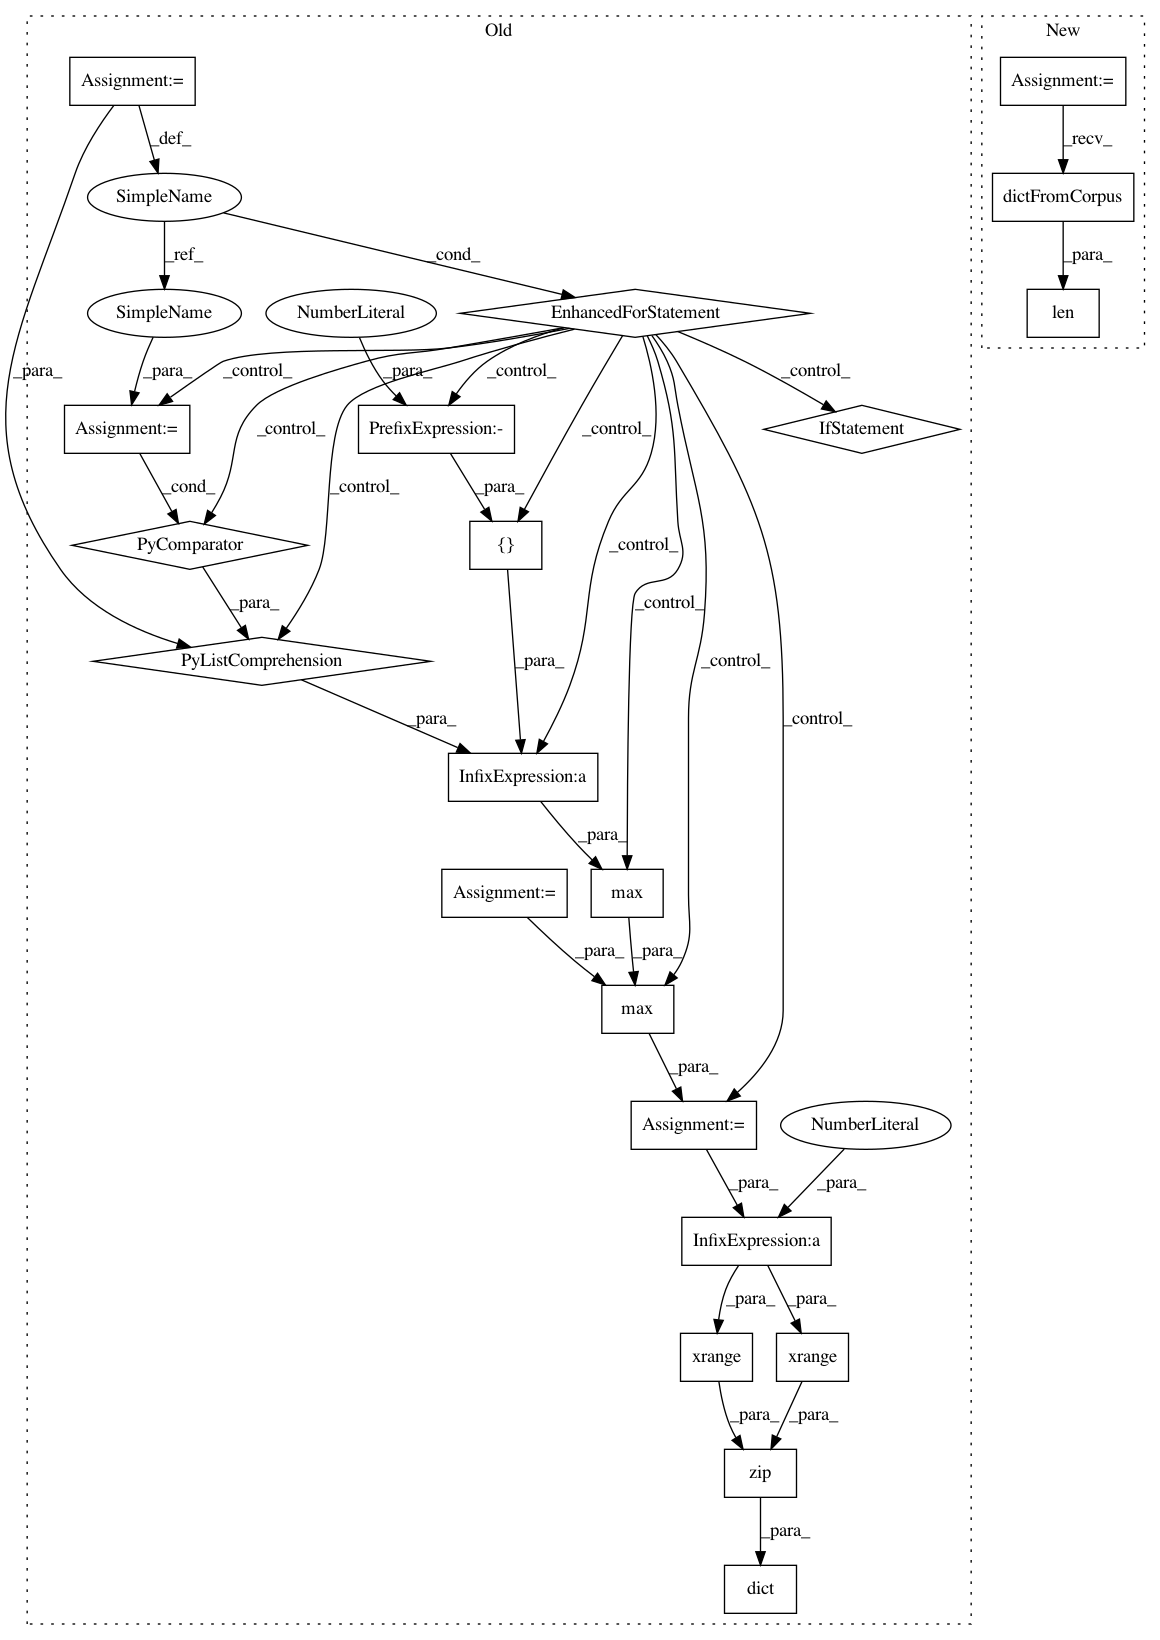 Old
New
Assignment:=
Assignment:=
_def_
_recv_
SimpleName
dictFromCorpus
_ref_
_cond_
_para_
SimpleName
NumberLiteral
EnhancedForStatement
len
_para_
_para_
_control_
_para_
_control_
_control_
Assignment:=
PrefixExpression:-
_control_
_control_
IfStatement
_cond_
_control_
_para_
PyComparator
{}
_control_
_para_
_control_
PyListComprehension
_para_
_control_
_para_
_control_
InfixExpression:a
_para_
Assignment:=
max
_para_
_para_
max
_para_
Assignment:=
NumberLiteral
_para_
_para_
InfixExpression:a
_para_
_para_
xrange
xrange
_para_
_para_
zip
_para_
dict